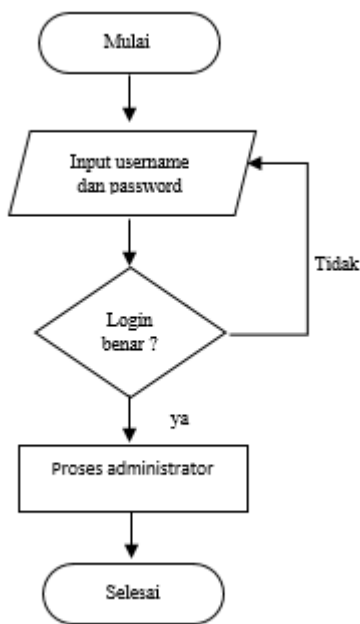 Mulai
Input username
dan password
Tidak
Login
benar ?
ya
Proses administrator
Selesai